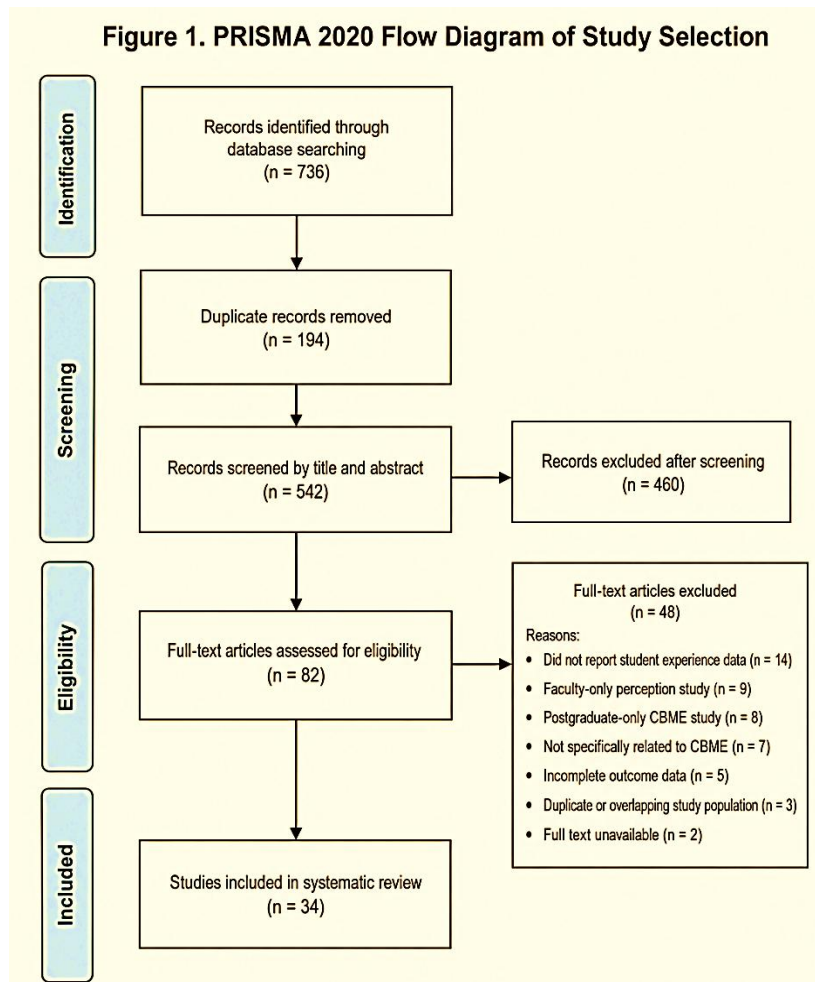 Figure 1. PRISMA 2020 Flow Diagram of Study Selection
Identification
Records identified through
database searching
(n = 736)
Screening
Duplicate records removed
(n = 194)
Records screened by title and abstract
(n = 542)
Records excluded after screening
(n = 460)
Eligibility
Full-text articles assessed for eligibility
(n = 82)
Full-text articles excluded
(n = 48)
Reasons:
• Did not report student experience data (n = 14)
• Faculty-only perception study (n = 9)
• Postgraduate-only CBME study (n = 8)
• Not specifically related to CBME (n = 7)
• Incomplete outcome data (n = 5)
• Duplicate or overlapping study population (n = 3)
• Full text unavailable (n = 2)
Included
Studies included in systematic review
(n = 34)